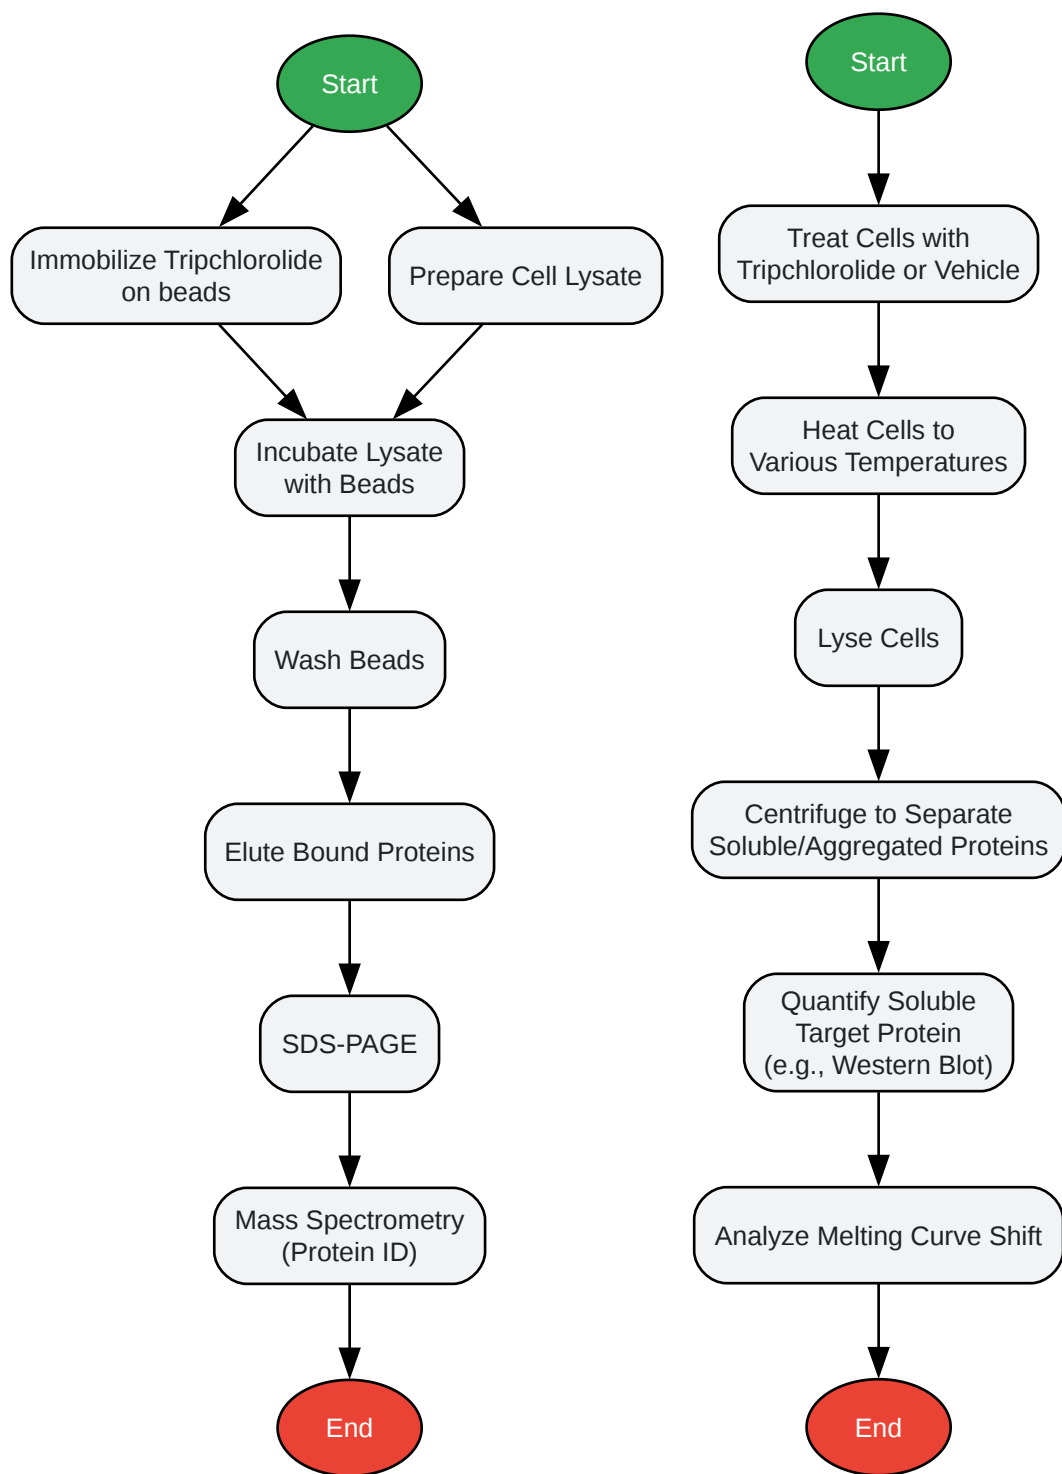 Start
Immobilize Tripchlorolide
on beads
Prepare Cell Lysate
Incubate Lysate
with Beads
Wash Beads
Elute Bound Proteins
SDS-PAGE
Mass Spectrometry
(Protein ID)
End
Start
Treat Cells with
Tripchlorolide or Vehicle
Heat Cells to
Various Temperatures
Lyse Cells
Centrifuge to Separate
Soluble/Aggregated Proteins
Quantify Soluble
Target Protein
(e.g., Western Blot)
Analyze Melting Curve Shift
End